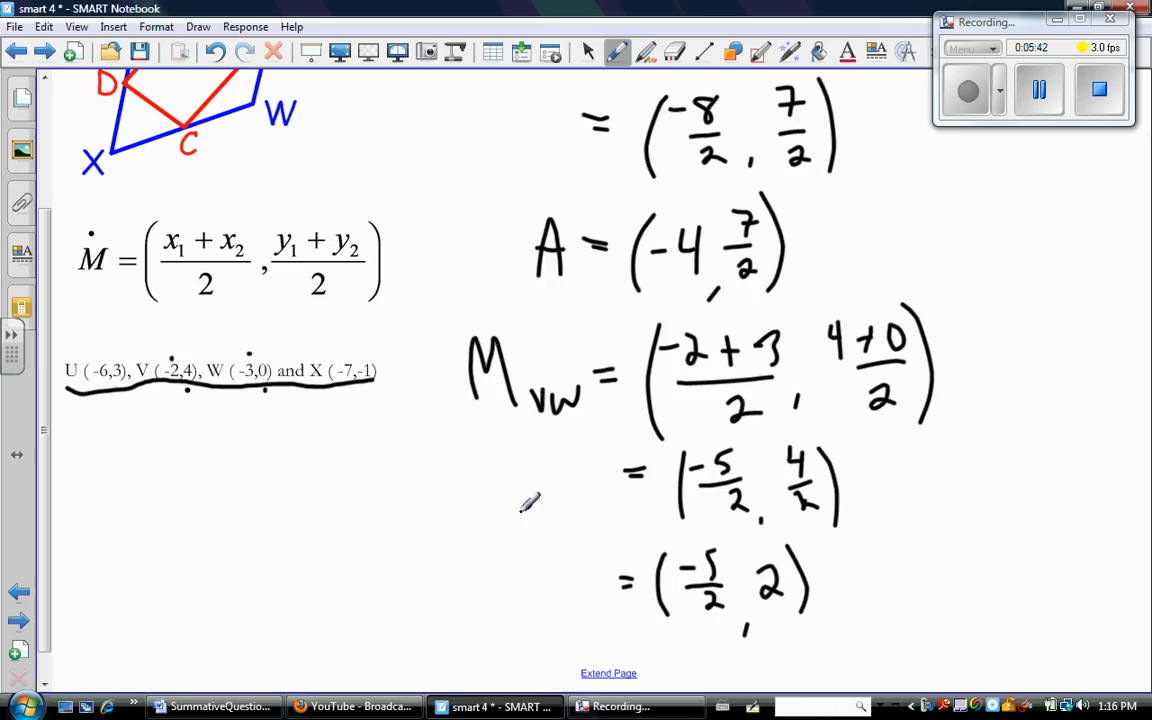 smart 4 * - SMART Notebook
File Edit View Insert Format Draw Response Help
Recording...
Menu
00:05:42 3.0 fps
D
W
X
C
= (-8/2, 7/2)
A = (-4, 7/2)
M = (x₁ + x₂/2, y₁ + y₂/2)
M VW = (-2 + -3/2, 4+0/2)
U ( -6,3), V ( -2,4), W ( -3,0) and X ( -7,-1)
= (-5/2, 4/2)
= (-5/2, 2)
Extend Page
SummativeQuestio... YouTube - Broadca... smart 4 * - SMART ... Recording... 1:16 PM